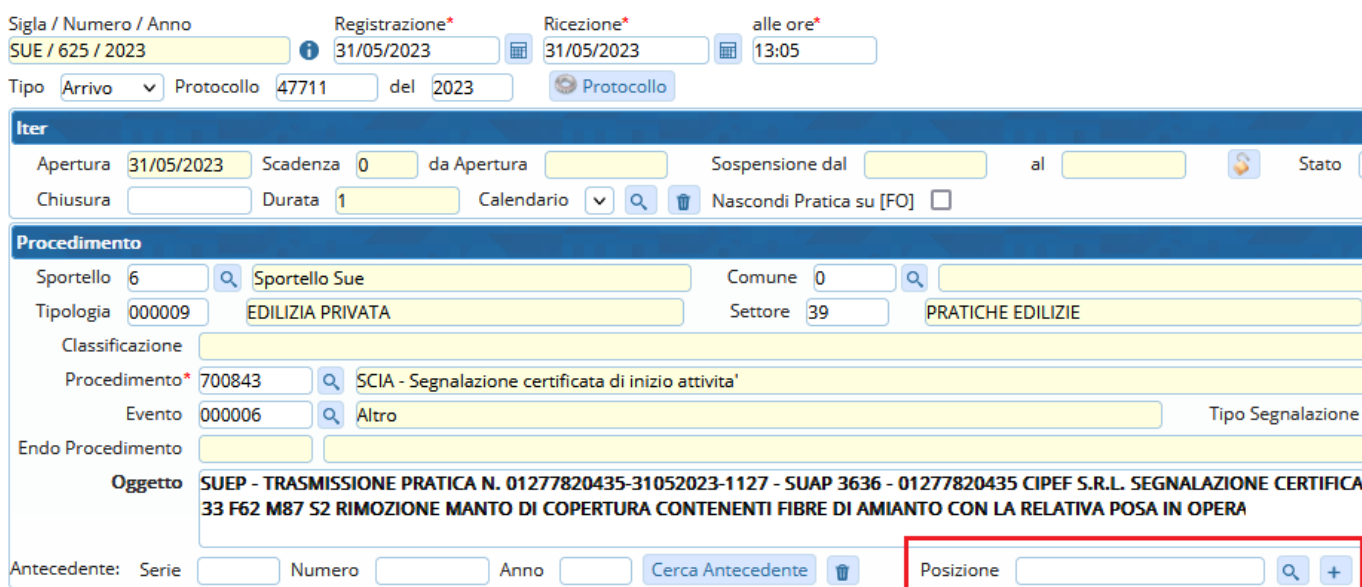 Sigla / Numero / Anno Registrazione* Ricezione* alle ore*
SUE / 625 / 2023 31/05/2023 31/05/2023 13:05
Tipo Arrivo Protocollo 47711 del 2023 Protocollo
Iter
Apertura 31/05/2023 Scadenza 0 da Apertura Sospensione dal al Stato
Chiusura Durata 1 Calendario Nascondi Pratica su [FO]
Procedimento
Sportello 6 Sportello Sue Comune 0
Tipologia 000009 EDILIZIA PRIVATA Settore 39 PRATICHE EDILIZIE
Classificazione
Procedimento* 700843 SCIA - Segnalazione certificata di inizio attivita'
Evento 000006 Altro Tipo Segnalazione
Endo Procedimento
Oggetto SUEP - TRASMISSIONE PRATICA N. 01277820435-31052023-1127 - SUAP 3636 - 01277820435 CIPEF S.R.L. SEGNALAZIONE CERTIFICA
33 F62 M87 S2 RIMOZIONE MANTO DI COPERTURA CONTENENTI FIBRE DI AMIANTO CON LA RELATIVA POSA IN OPERA
Antecedente: Serie Numero Anno Cerca Antecedente Posizione